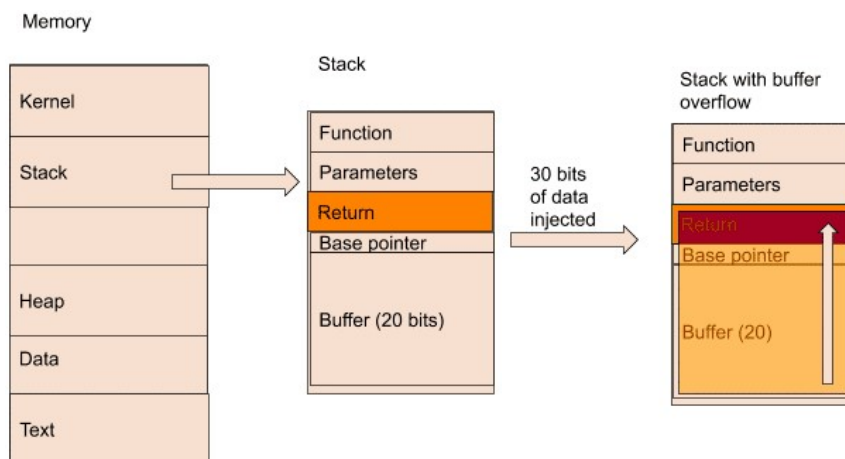 Memory
Kernel
Stack
Heap
Data
Text
Stack
Function
Parameters
Return
Base pointer
Buffer (20 bits)
30 bits
of data
injected
Stack with buffer
overflow
Function
Parameters
Return
Base pointer
Buffer (20)